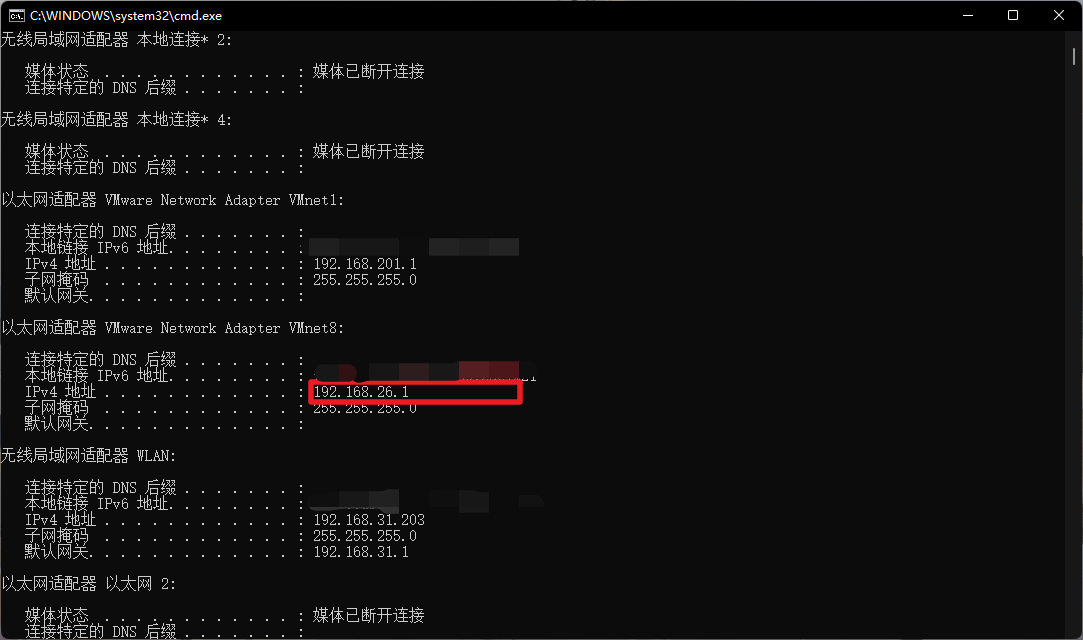 C:\WINDOWS\system32\cmd.exe
无线局域网适配器 本地连接* 2:
媒体状态 . . . . . . . . . . . . : 媒体已断开连接
连接特定的 DNS 后缀 . . . . . . . :
无线局域网适配器 本地连接* 4:
媒体状态 . . . . . . . . . . . . : 媒体已断开连接
连接特定的 DNS 后缀 . . . . . . . :
以太网适配器 VMware Network Adapter VMnet1:
连接特定的 DNS 后缀 . . . . . . . :
本地链接 IPv6 地址. . . . . . . . :
IPv4 地址 . . . . . . . . . . . . : 192.168.201.1
子网掩码 . . . . . . . . . . . . : 255.255.255.0
默认网关. . . . . . . . . . . . . :
以太网适配器 VMware Network Adapter VMnet8:
连接特定的 DNS 后缀 . . . . . . . :
本地链接 IPv6 地址. . . . . . . . :
IPv4 地址 . . . . . . . . . . . . : 192.168.26.1
子网掩码 . . . . . . . . . . . . : 255.255.255.0
默认网关. . . . . . . . . . . . . :
无线局域网适配器 WLAN:
连接特定的 DNS 后缀 . . . . . . . :
本地链接 IPv6 地址. . . . . . . . :
IPv4 地址 . . . . . . . . . . . . : 192.168.31.203
子网掩码 . . . . . . . . . . . . : 255.255.255.0
默认网关. . . . . . . . . . . . . : 192.168.31.1
以太网适配器 以太网 2:
媒体状态 . . . . . . . . . . . . : 媒体已断开连接
连接特定的 DNS 后缀 . . . . . . . :